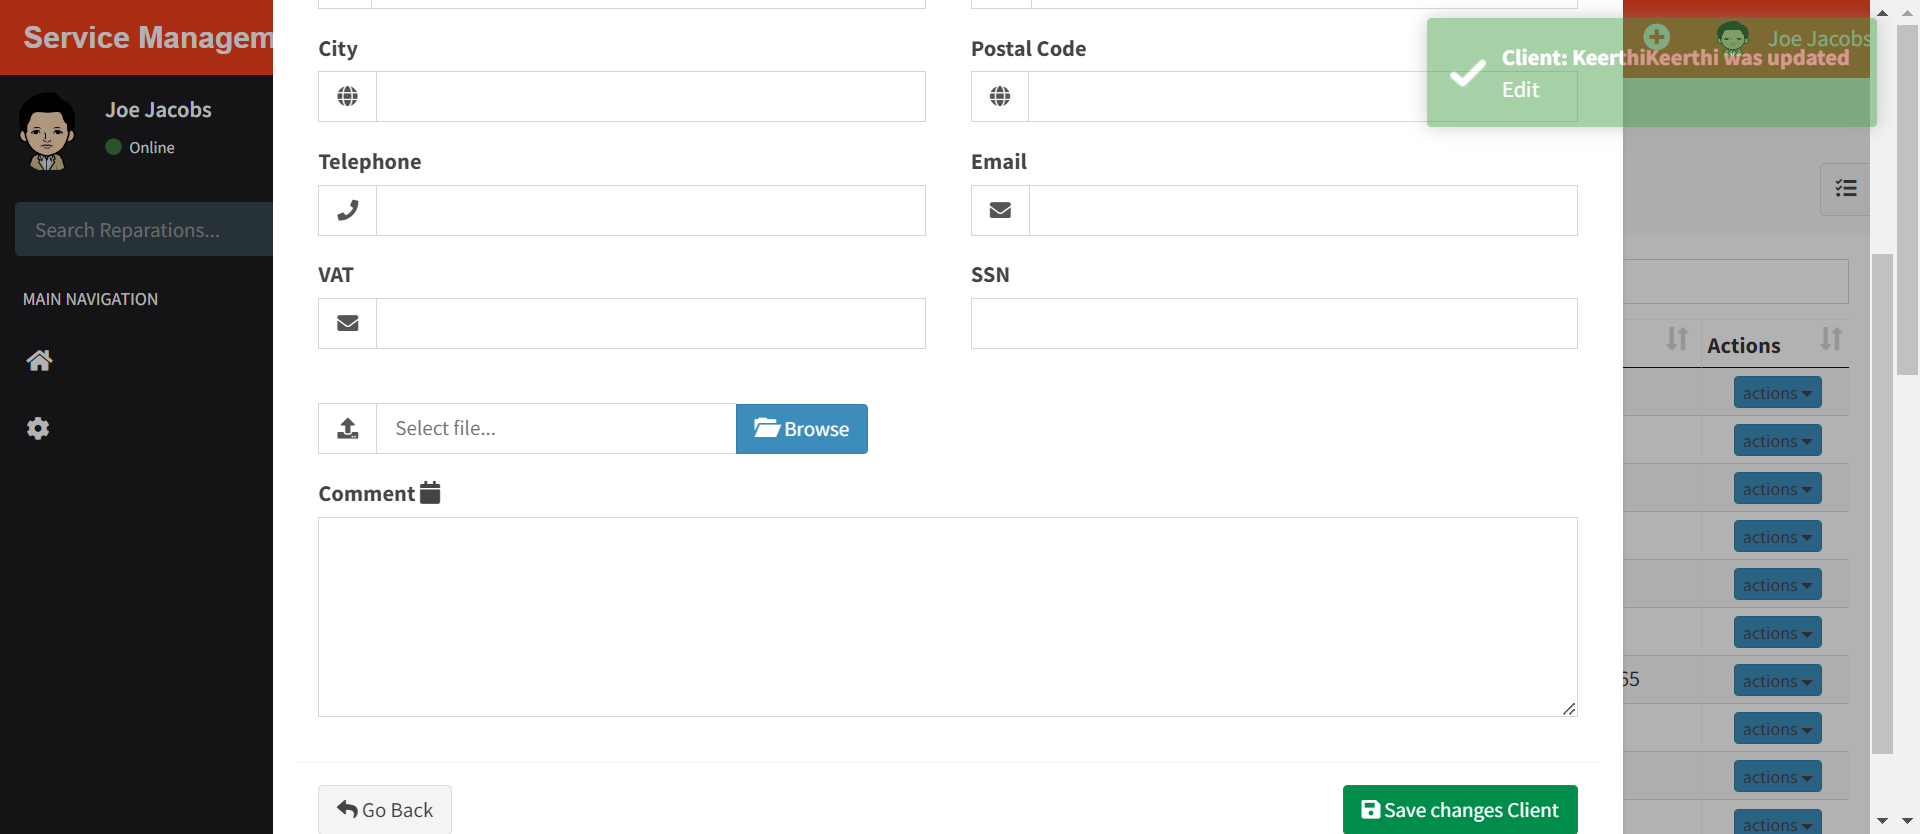 Service Managem
Joe Jacobs
Client: KeerthiKeerthi was updated
Edit
Joe Jacobs
Online
Search Reparations...
MAIN NAVIGATION
City
Postal Code
Telephone
Email
VAT
SSN
Select file...
Browse
Comment
Go Back
Save changes Client
Actions
actions
actions
actions
actions
actions
actions
65
actions
actions
actions
actions